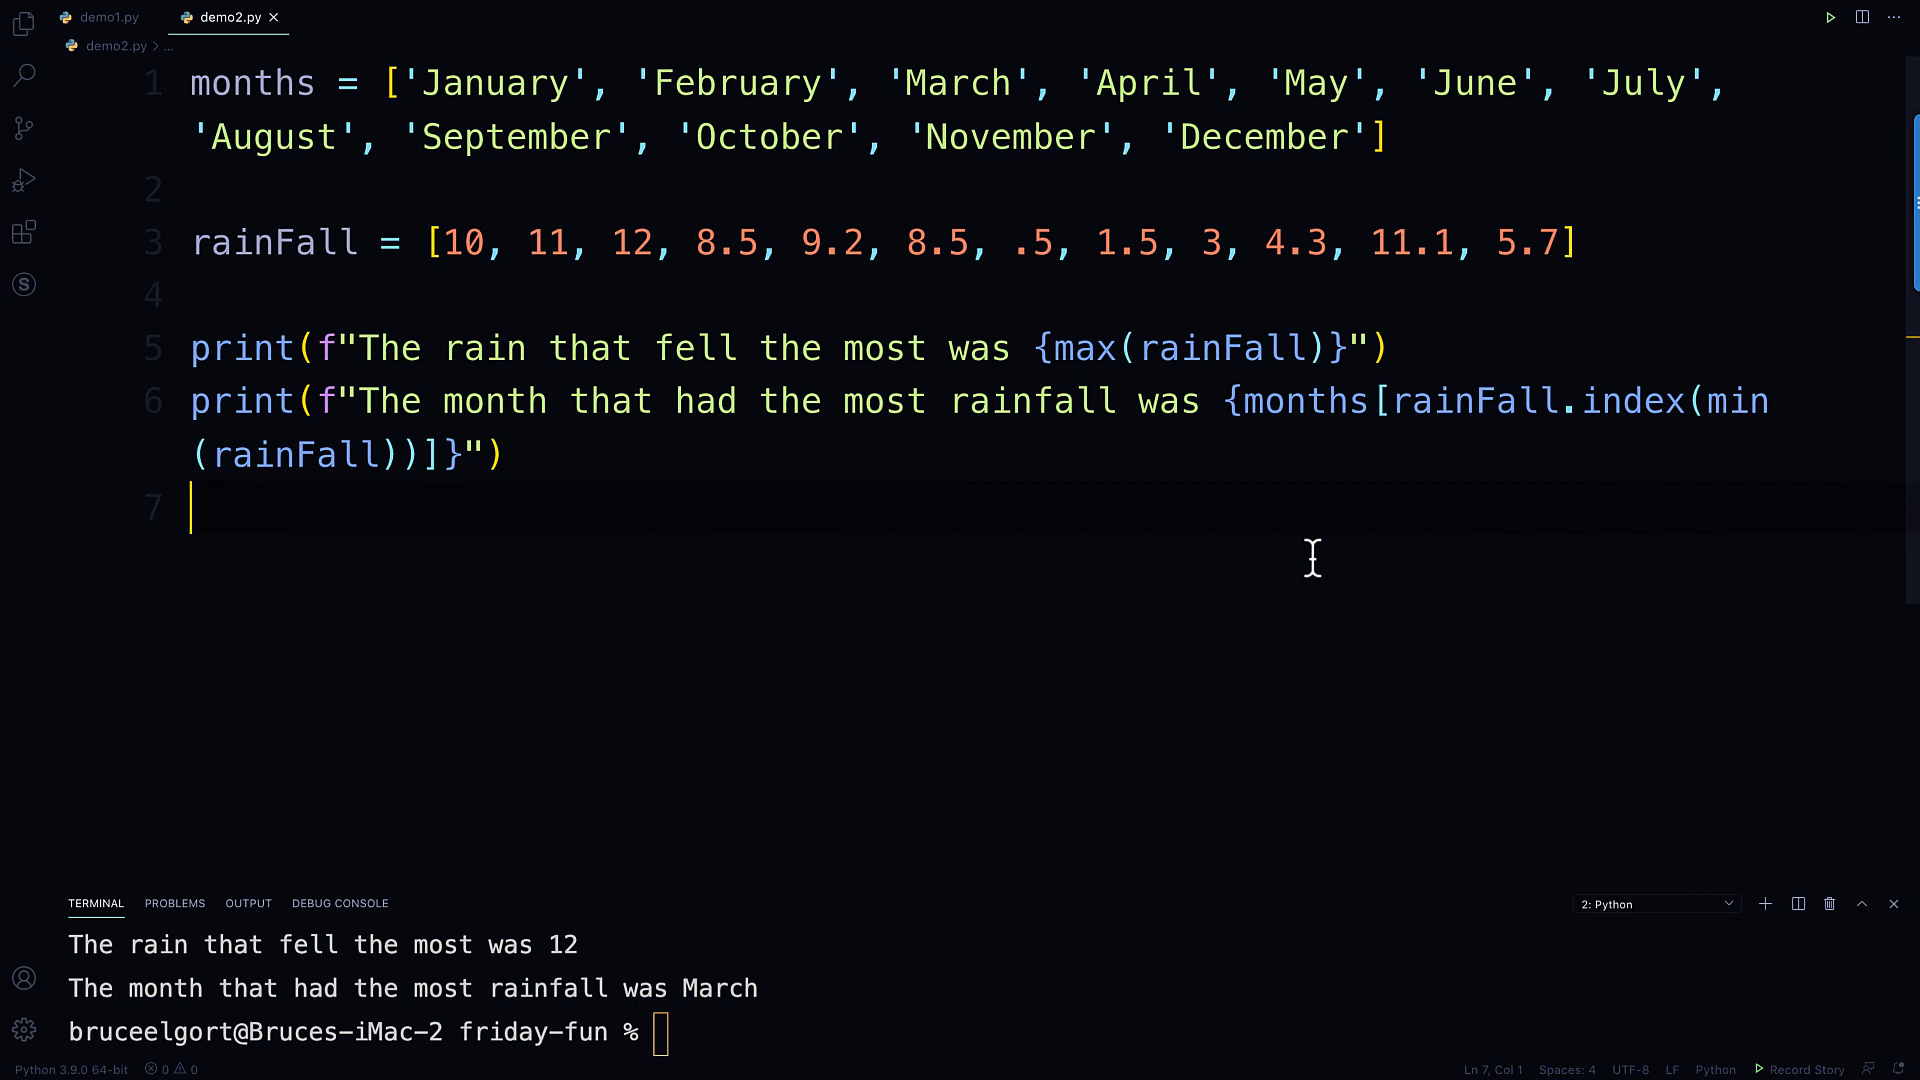 demo1.py demo2.py
demo2.py > ...
1 months = ['January', 'February', 'March', 'April', 'May', 'June', 'July',
'August', 'September', 'October', 'November', 'December']
2
3 rainFall = [10, 11, 12, 8.5, 9.2, 8.5, .5, 1.5, 3, 4.3, 11.1, 5.7]
4
5 print(f"The rain that fell the most was {max(rainFall)}")
6 print(f"The month that had the most rainfall was {months[rainFall.index(min
(rainFall))]}")
7
TERMINAL PROBLEMS OUTPUT DEBUG CONSOLE 2: Python
The rain that fell the most was 12
The month that had the most rainfall was March
bruceelgort@Bruces-iMac-2 friday-fun %
Python 3.9.0 64-bit 0 0 Ln 7, Col 1 Spaces: 4 UTF-8 LF Python Record Story